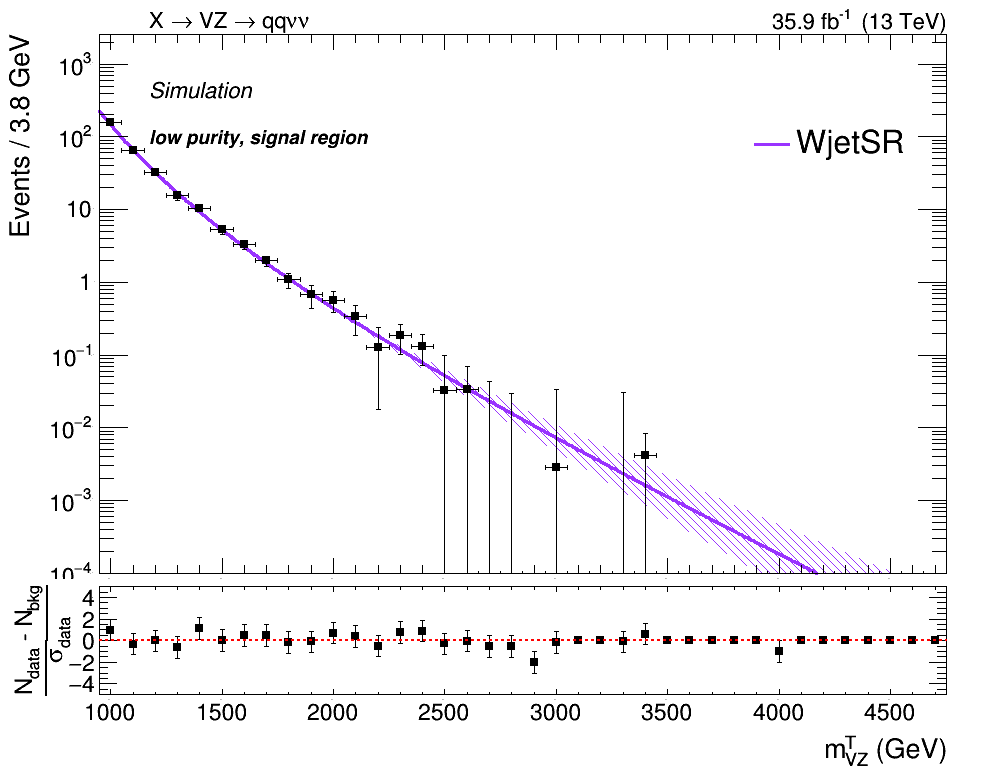 X → VZ → qqνν
35.9 fb⁻¹ (13 TeV)
Events / 3.8 GeV
Simulation
low purity, signal region
WjetSR
10³
10²
10
1
10⁻¹
10⁻²
10⁻³
10⁻⁴
N_data - N_bkg
σ_data
4
2
0
−2
−4
1000 1500 2000 2500 3000 3500 4000 4500
m^T_VZ (GeV)